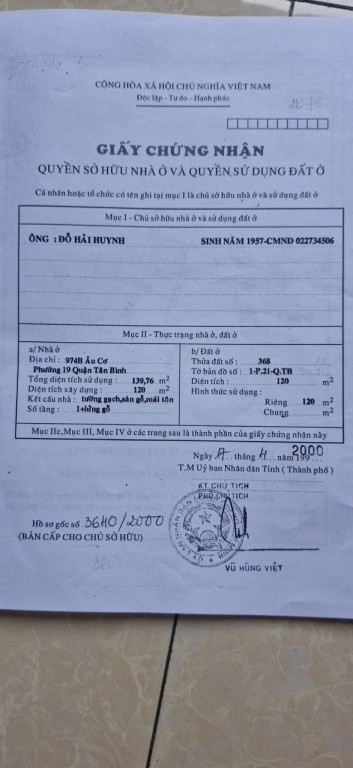 CỘNG HÒA XÃ HỘI CHỦ NGHĨA VIỆT NAM
Độc lập - Tự do - Hạnh phúc
GIẤY CHỨNG NHẬN
QUYỀN SỞ HỮU NHÀ Ở VÀ QUYỀN SỬ DỤNG ĐẤT Ở
Cá nhân hoặc tổ chức có tên ghi tại mục I là chủ sở hữu nhà ở và sử dụng đất ở
Mục I - Chủ sở hữu nhà ở và sử dụng đất ở
ÔNG : ĐỖ HẢI HUYNH SINH NĂM 1957-CMND 022734506
Mục II - Thực trạng nhà ở, đất ở
a/ Nhà ở
Địa chỉ : 974B Âu Cơ
Phường 19 Quận Tân Bình
Tổng diện tích sử dụng : 139,76 m2
Diện tích xây dựng : 120 m2
Kết cấu nhà : tường gạch,sàn gỗ,mái tôn
Số tầng : 1+lửng gỗ
b/ Đất ở
Thửa đất số : 368
Tờ bản đồ số : 1-P.21-Q.TB
Diện tích : 120 m2
Hình thức sử dụng :
Riêng 120 m2
Chung m2
Mục IIc,Mục III, Mục IV ở các trang sau là thành phần của giấy chứng nhận này
Ngày tháng 4 năm 2000
T.M Uỷ ban Nhân dân Tỉnh ( Thành phố )
KT CHỦ TỊCH
PHÓ CHỦ TỊCH
Hồ sơ gốc số 3640/2000
(BẢN CẤP CHO CHỦ SỞ HỮU)
VŨ HÙNG VIỆT